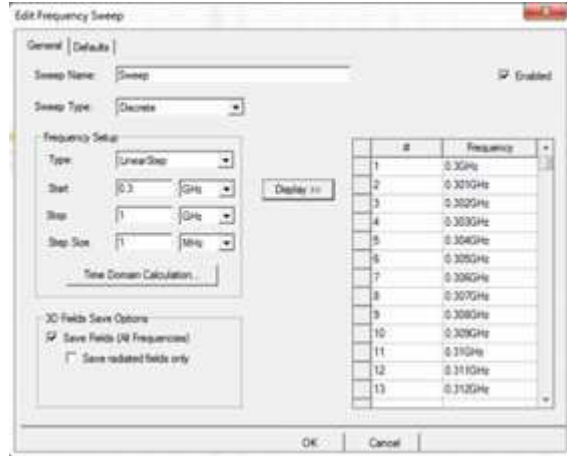 Edit Frequency Sweep
General Defaults
Sweep Name: Sweep Enabled
Sweep Type: Discrete
Frequency Setup
Type: LinearStep
Start 0.3 GHz
Stop 1 GHz
Step Size 1 MHz
Time Domain Calculation...
Display >>
3D Fields Save Options
Save Fields (All Frequencies)
Save radiated fields only
# Frequency
1 0.3GHz
2 0.301GHz
3 0.302GHz
4 0.303GHz
5 0.304GHz
6 0.305GHz
7 0.306GHz
8 0.307GHz
9 0.308GHz
10 0.309GHz
11 0.31GHz
12 0.311GHz
13 0.312GHz
OK Cancel